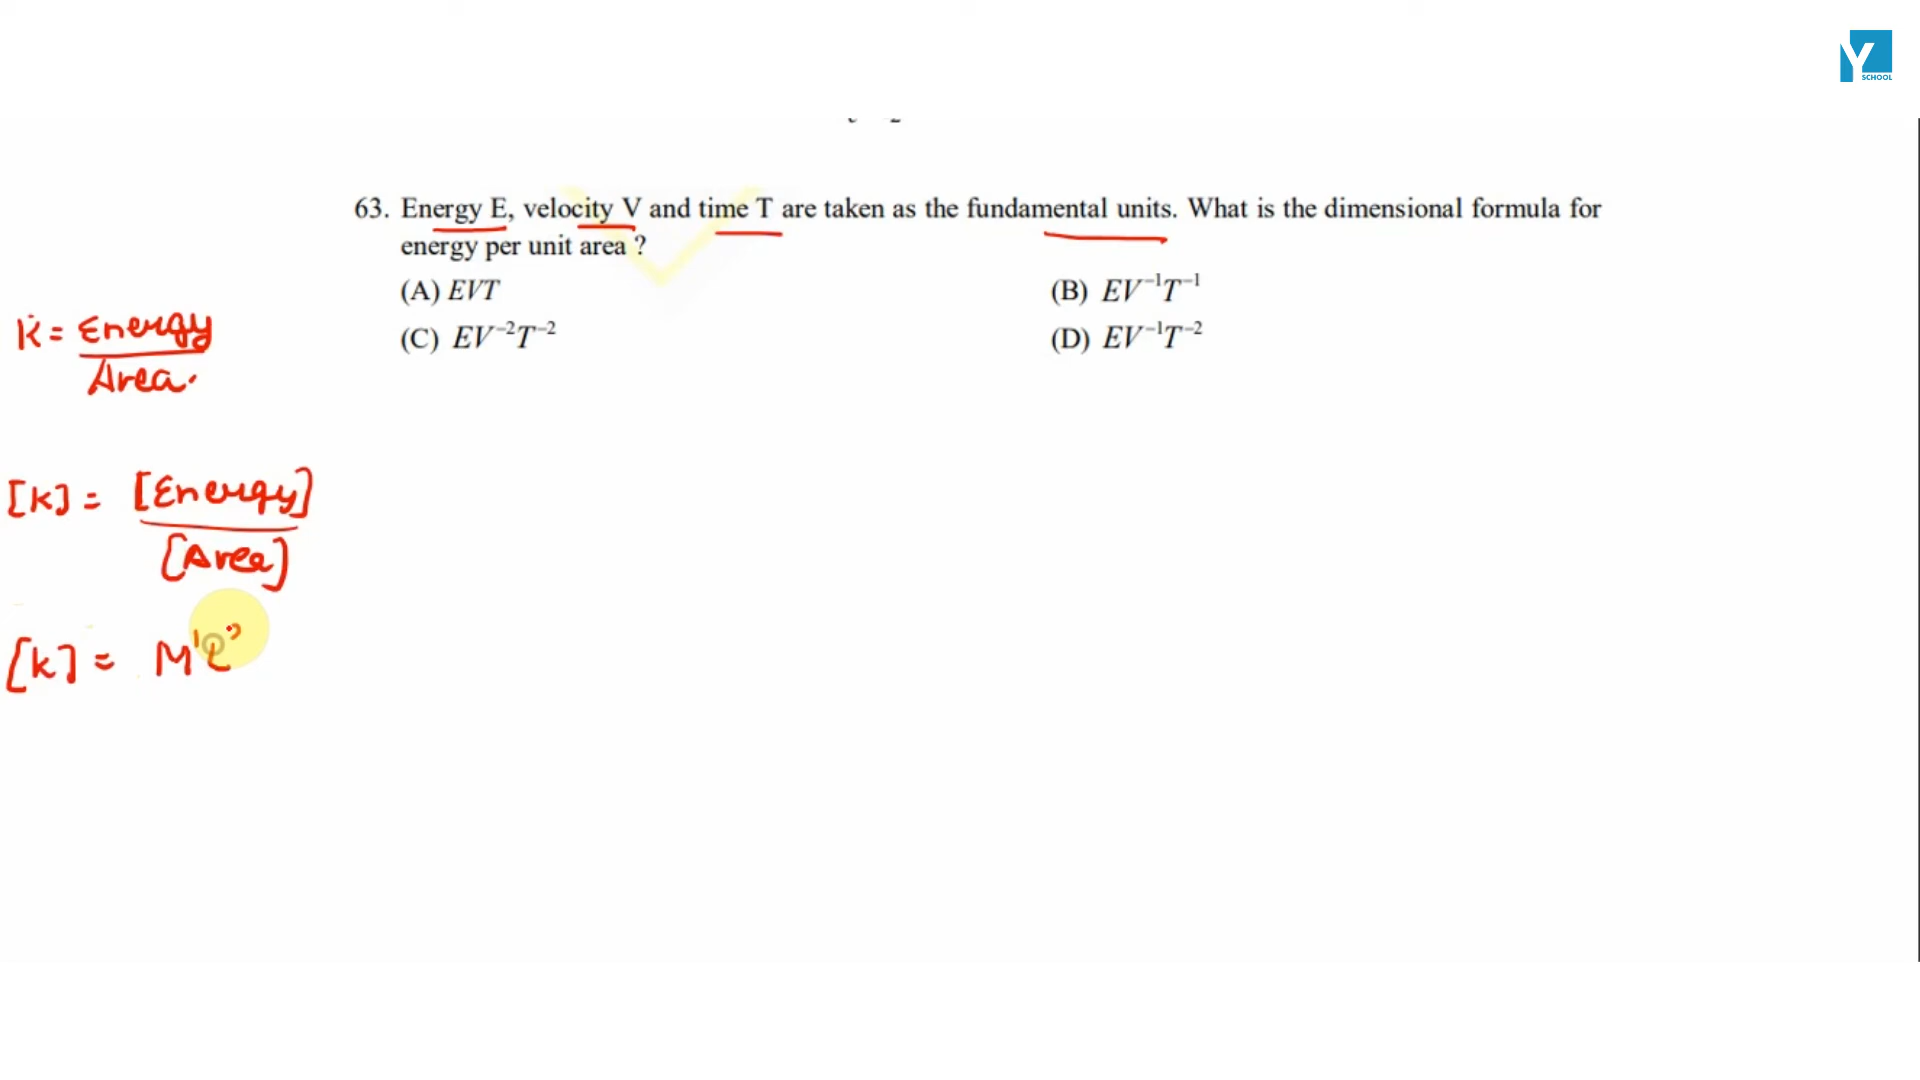 Y
SCHOOL
63. Energy E, velocity V and time T are taken as the fundamental units. What is the dimensional formula for
energy per unit area ?
(A) EVT
(B) EV⁻¹T⁻¹
(C) EV⁻²T⁻²
(D) EV⁻¹T⁻²
K = Energy
Area.
[K] = [Energy]
[Area]
[K] = M¹L²